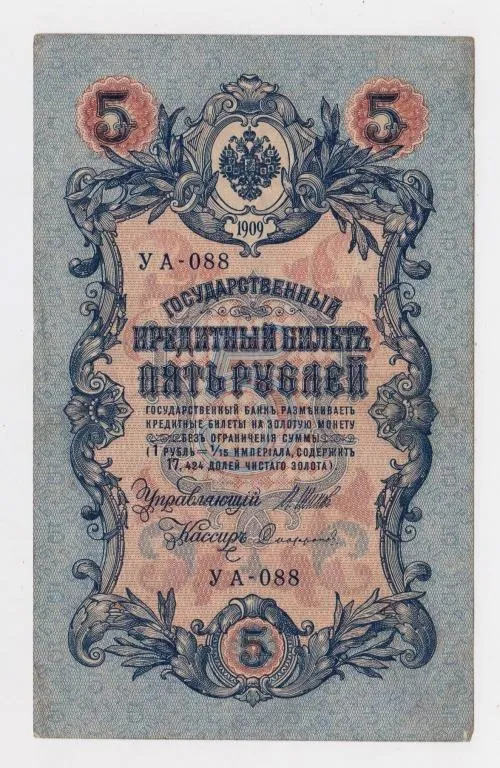 5 5
1909
УА-088
ГОСУДАРСТВЕННЫЙ
КРЕДИТНЫЙ БИЛЕТЪ
ПЯТЬ РУБЛЕЙ
ГОСУДАРСТВЕННЫЙ БАНКЪ РАЗМѢНИВАЕТЪ
КРЕДИТНЫЕ БИЛЕТЫ НА ЗОЛОТУЮ МОНЕТУ
БЕЗЪ ОГРАНИЧЕНІЯ СУММЫ
(1 РУБЛЬ = 1/15 ИМПЕРІАЛА, СОДЕРЖИТЪ
17,424 ДОЛЕЙ ЧИСТАГО ЗОЛОТА).
Управляющій
Кассиръ
УА-088
5